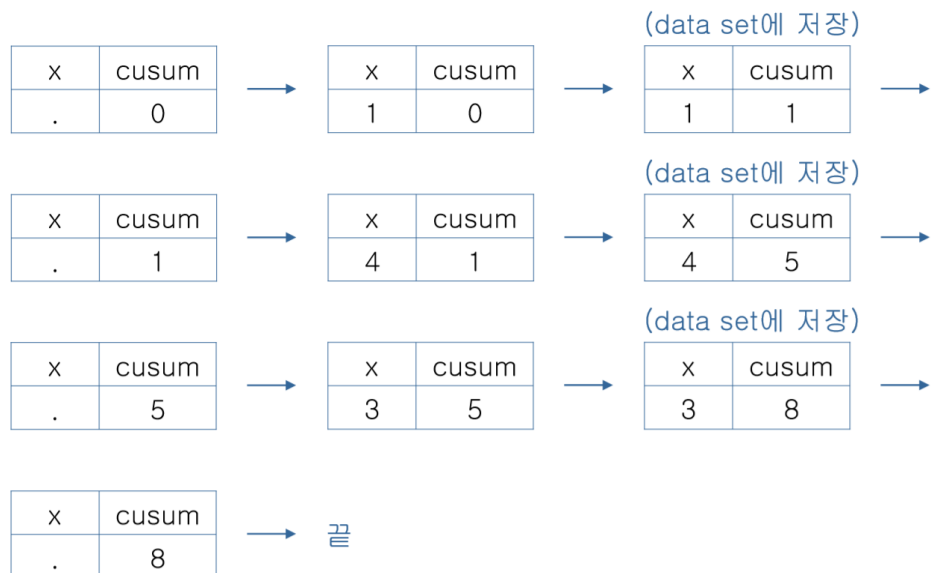 (data set에 저장)
x cusum x cusum x cusum
. 0 1 0 1 1
(data set에 저장)
x cusum x cusum x cusum
. 1 4 1 4 5
(data set에 저장)
x cusum x cusum x cusum
. 5 3 5 3 8
x cusum
. 8
끝